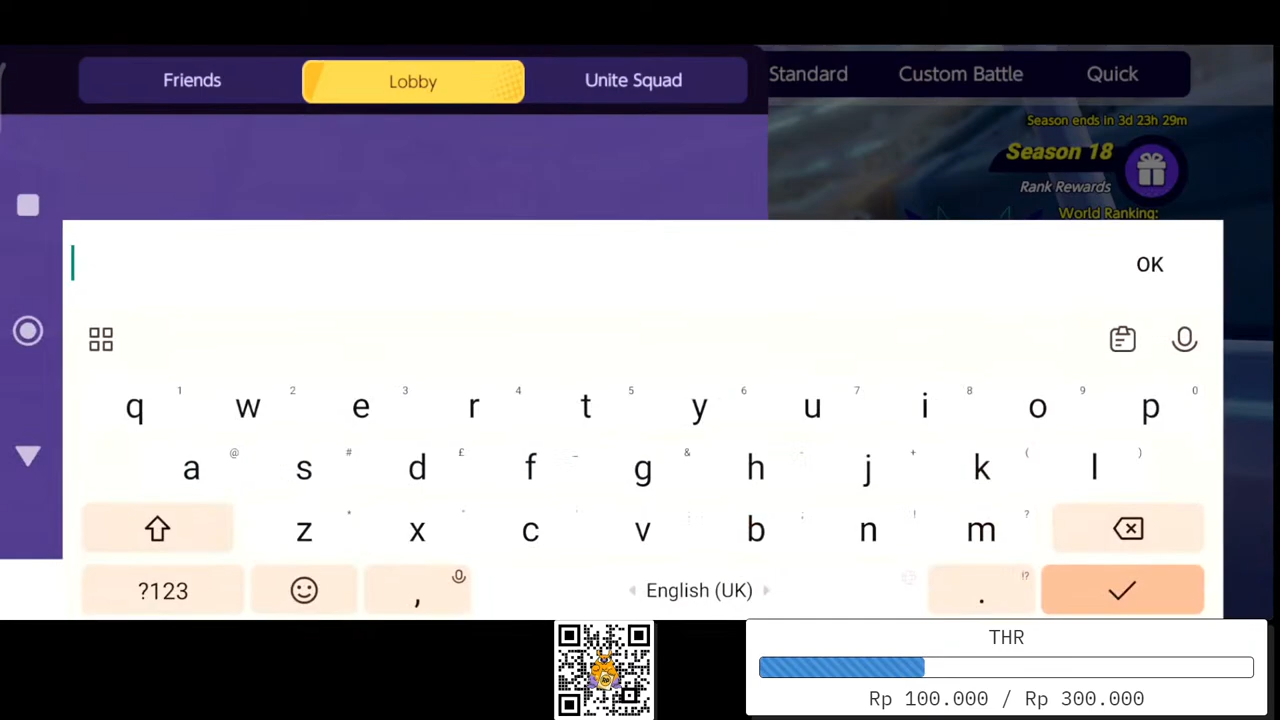 Friends Lobby Unite Squad Standard Custom Battle Quick
Season ends in 3d 23h 29m
Season 18
Rank Rewards
World Ranking:
OK
1 2 3 4 5 6 7 8 9 0
q w e r t y u i o p
@ # £ & + ( )
a s d f g h j k l
z x c v b n m
?123 , English (UK) . !?
THR
Rp 100.000 / Rp 300.000